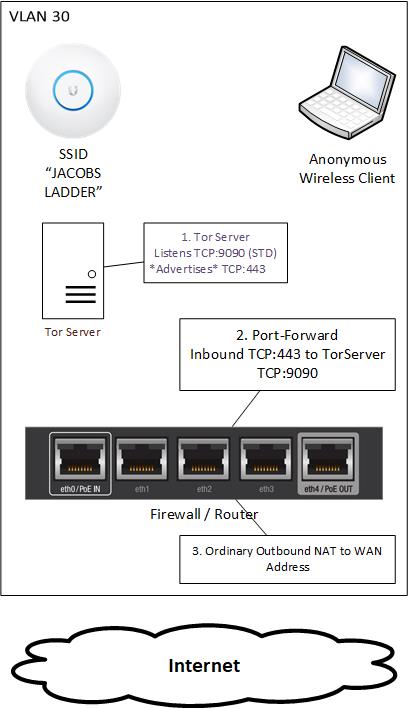 VLAN 30
SSID
“JACOBS
LADDER”
Anonymous
Wireless Client
1. Tor Server
Listens TCP:9090 (STD)
*Advertises* TCP:443
Tor Server
2. Port-Forward
Inbound TCP:443 to TorServer
TCP:9090
eth0/PoE IN
eth1
eth2
eth3
eth4 / PoE OUT
Firewall / Router
3. Ordinary Outbound NAT to WAN
Address
Internet